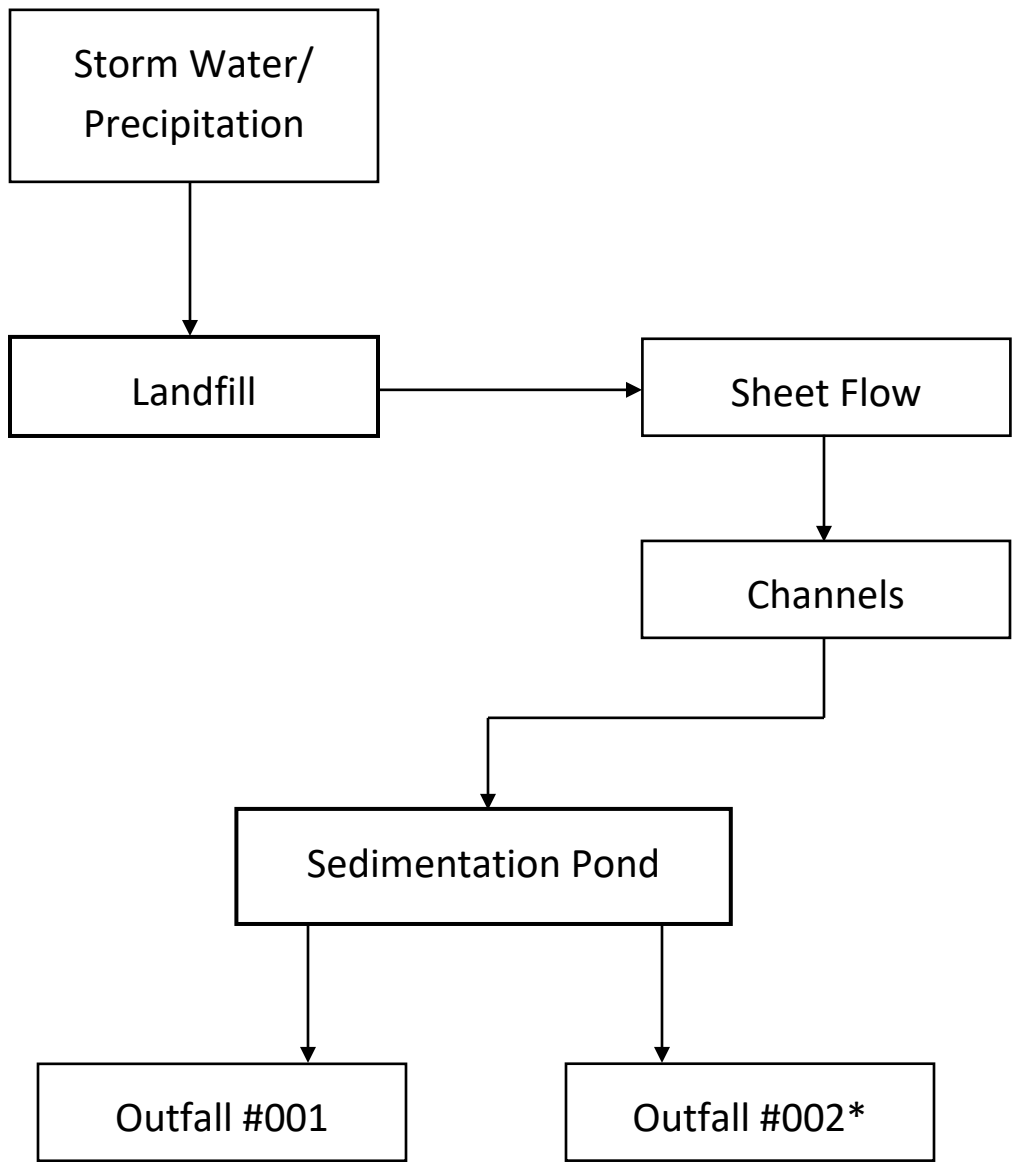 Storm Water/
Precipitation
Landfill
Sheet Flow
Channels
Sedimentation Pond
Outfall #001
Outfall #002*